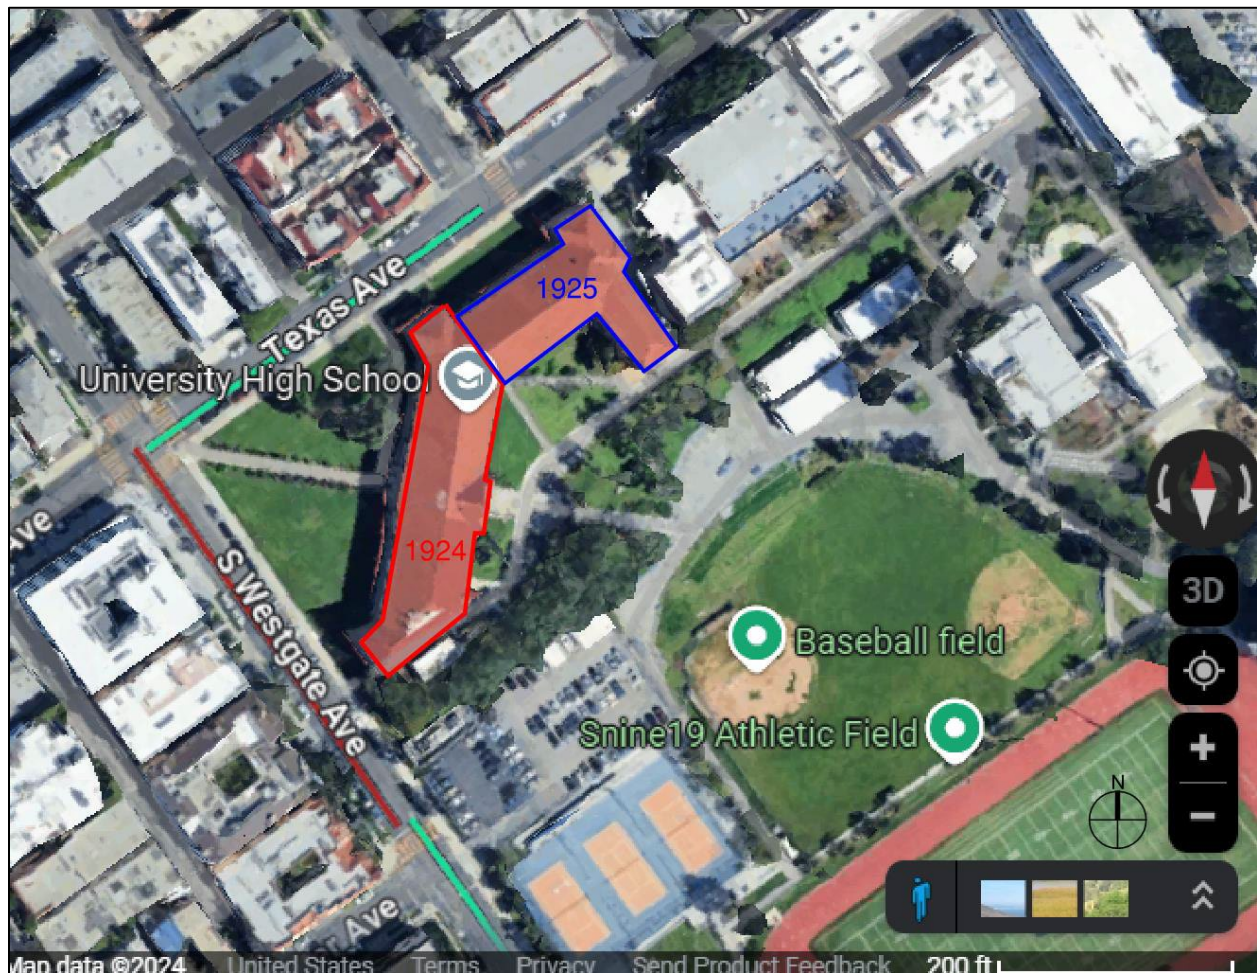 Texas Ave
1925
University High School
Ave
1924
S Westgate Ave
Baseball field
Snine19 Athletic Field
3D
N
+
−
Ave
Map data ©2024 United States Terms Privacy Send Product Feedback 200 ft